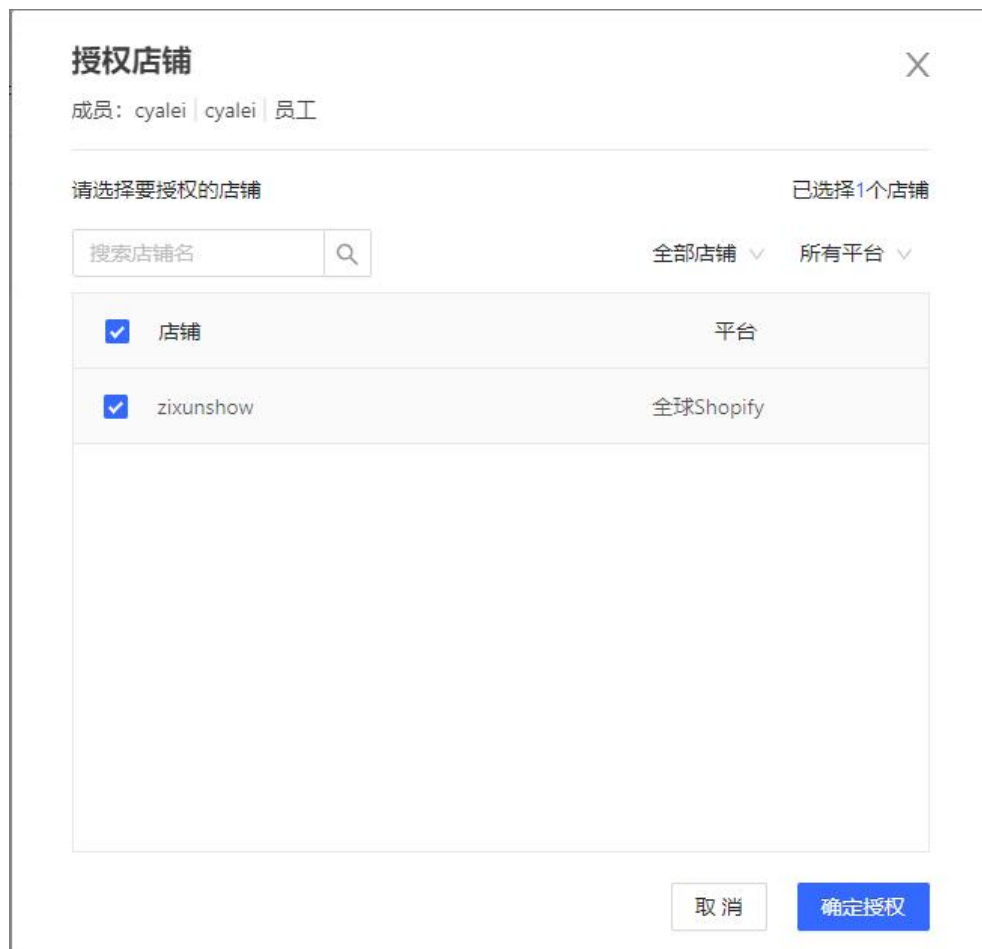 授权店铺
成员：cyalei cyalei 员工
请选择要授权的店铺 已选择1个店铺
搜索店铺名 全部店铺 所有平台
店铺 平台
zixunshow 全球Shopify
取消 确定授权